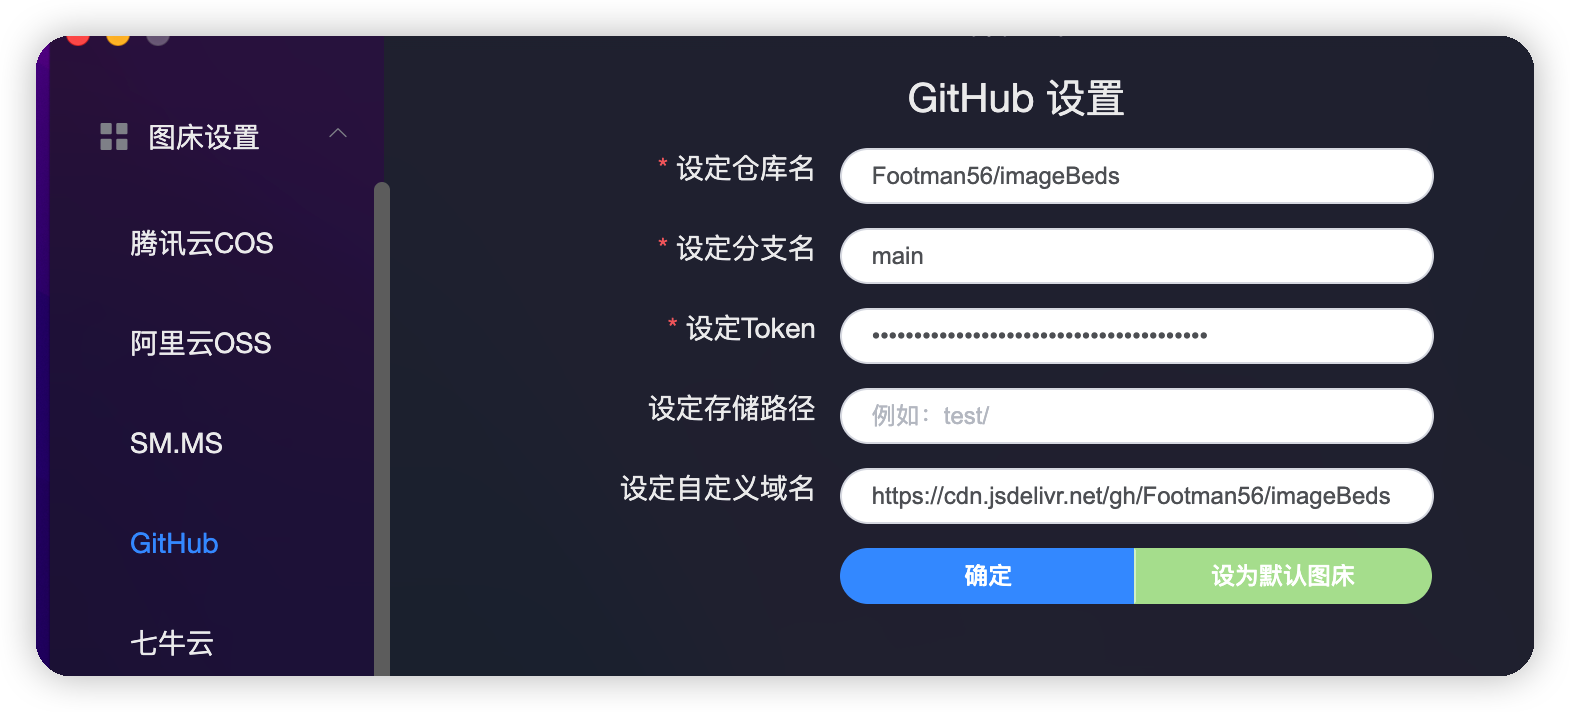 图床设置
腾讯云COS
阿里云OSS
SM.MS
GitHub
七牛云
GitHub 设置
* 设定仓库名 Footman56/imageBeds
* 设定分支名 main
* 设定Token ••••••••••••••••••••••••••••••••••••••••
设定存储路径 例如：test/
设定自定义域名 https://cdn.jsdelivr.net/gh/Footman56/imageBeds
确定 设为默认图床